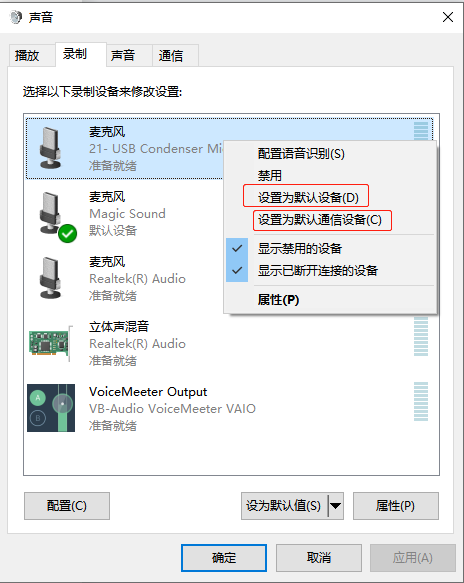 声音
播放 录制 声音 通信
选择以下录制设备来修改设置:
麦克风
21- USB Condenser Mi
准备就绪
配置语音识别(S)
禁用
设置为默认设备(D)
设置为默认通信设备(C)
显示禁用的设备
显示已断开连接的设备
属性(P)
麦克风
Magic Sound
默认设备
麦克风
Realtek(R) Audio
准备就绪
立体声混音
Realtek(R) Audio
准备就绪
A
B
VoiceMeeter Output
VB-Audio VoiceMeeter VAIO
准备就绪
配置(C) 设为默认值(S) 属性(P)
确定 取消 应用(A)